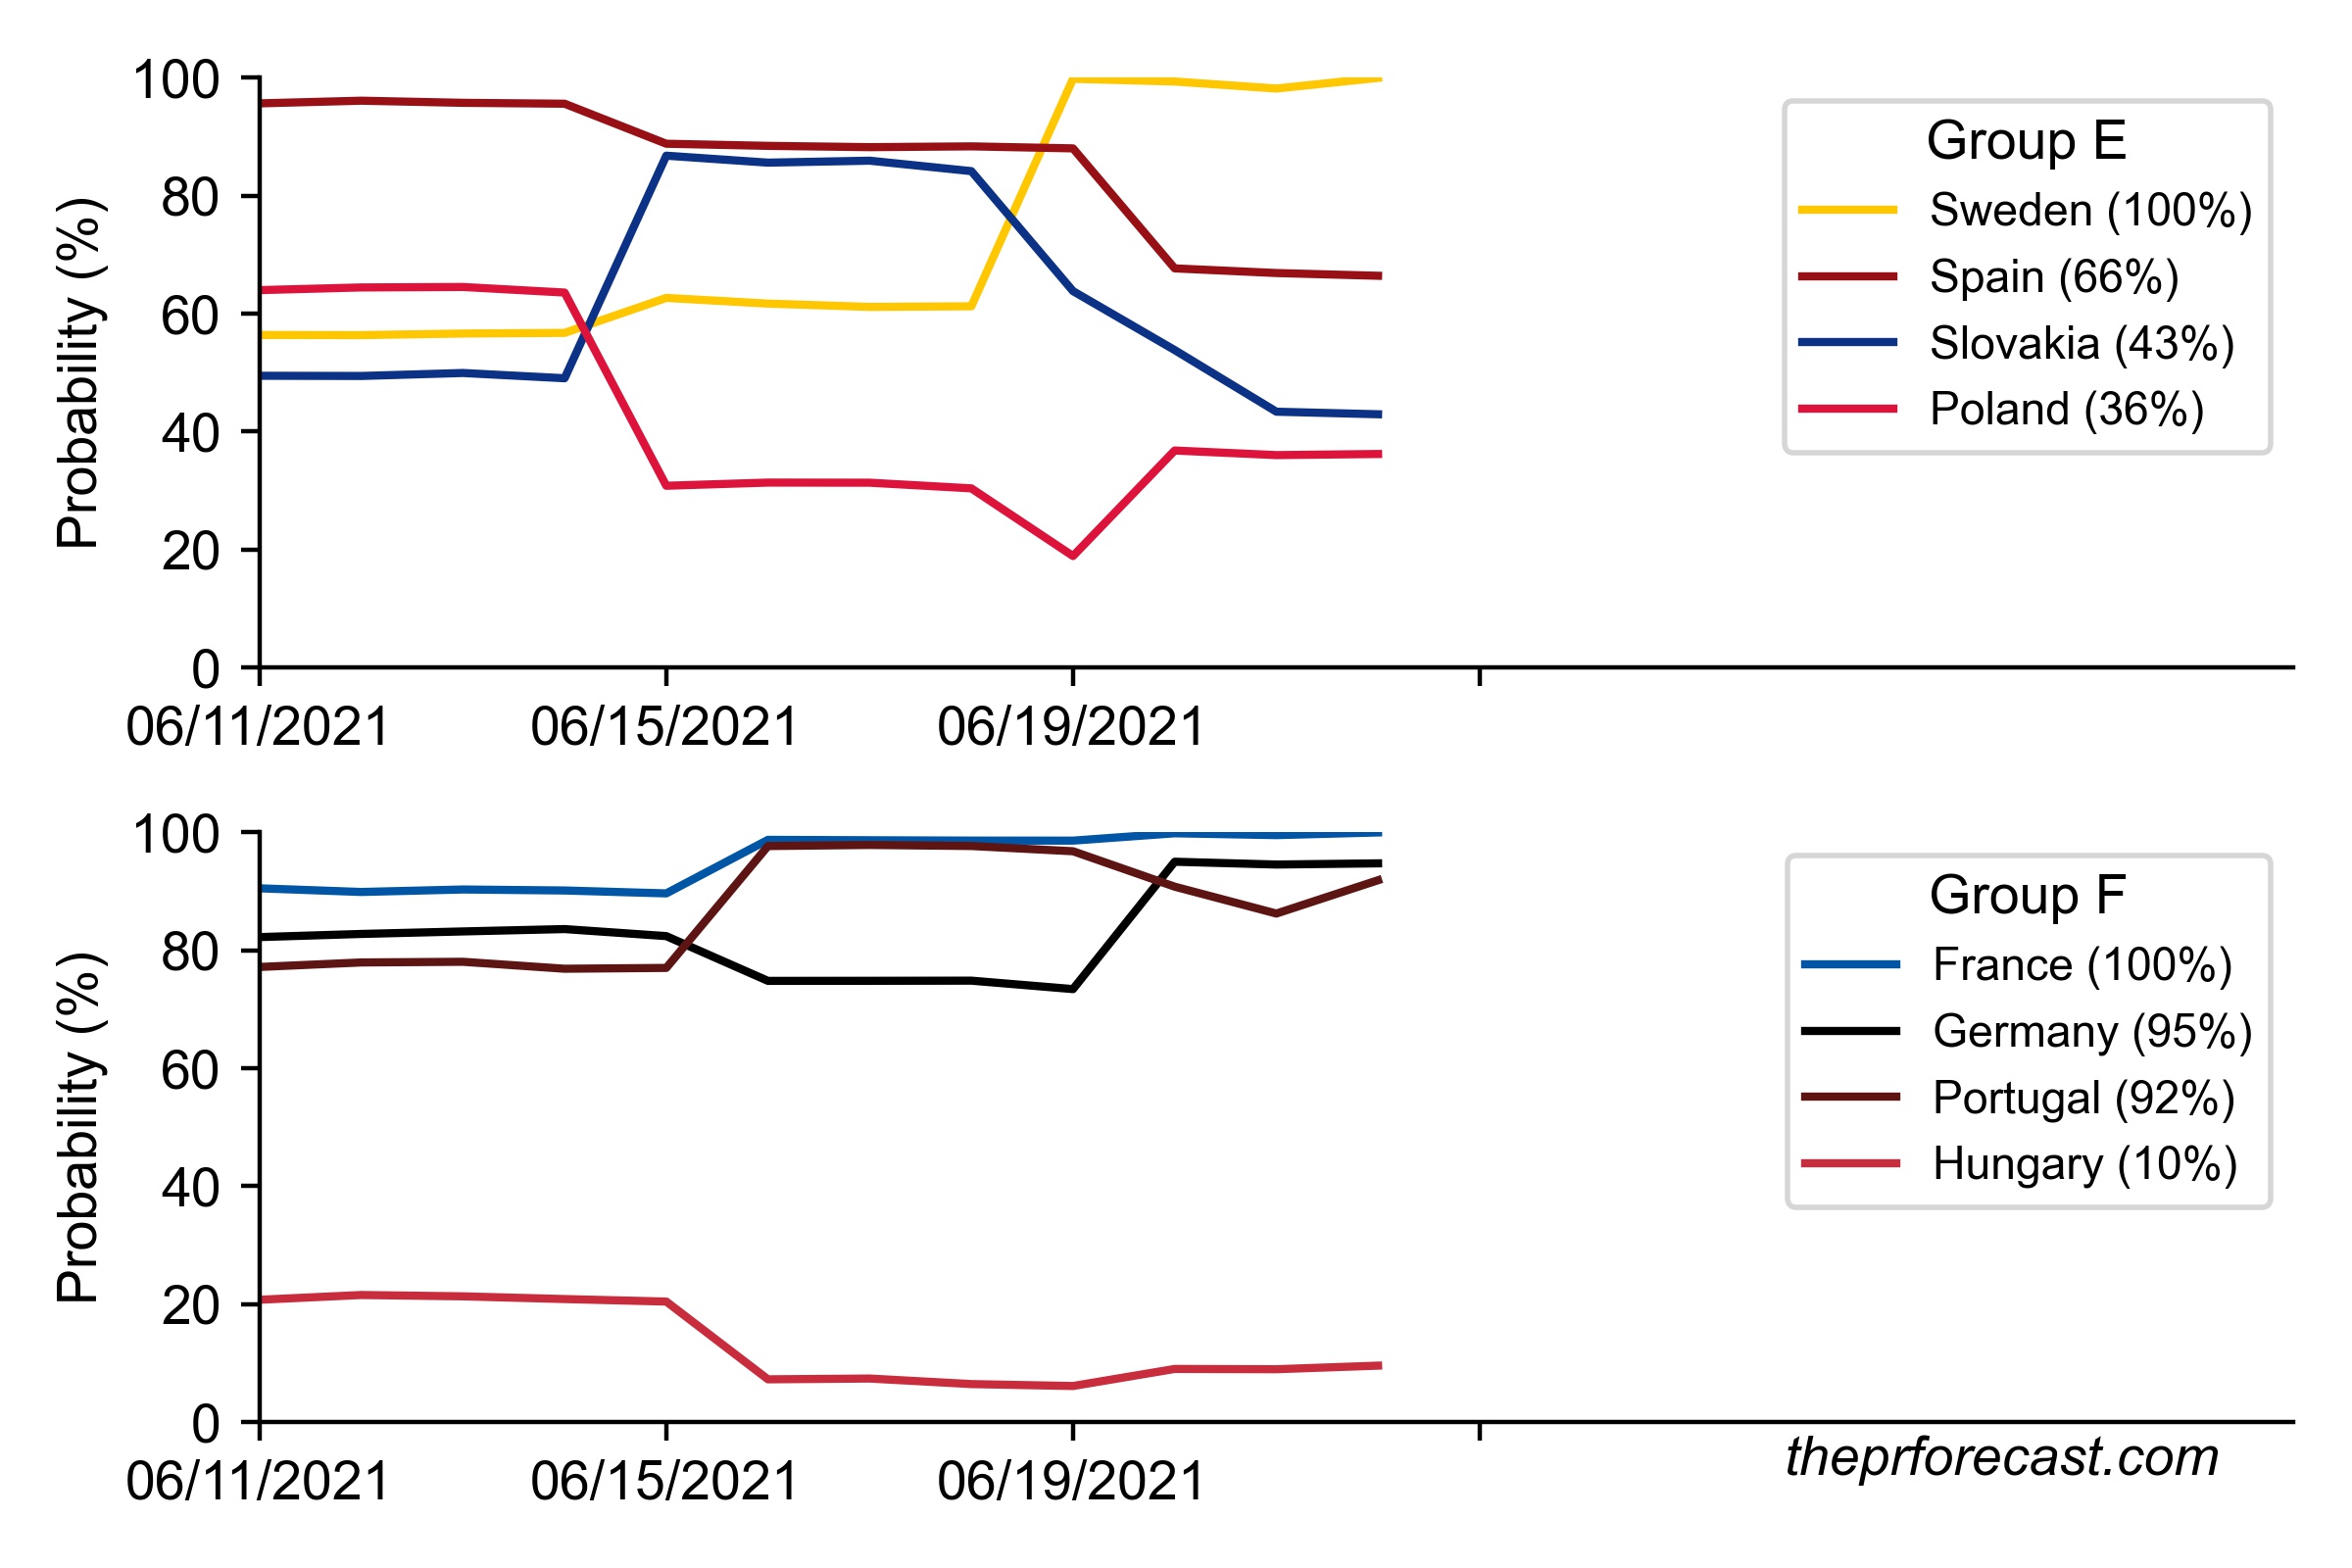 100
80
60
40
20
0
Probability (%)
06/11/2021 06/15/2021 06/19/2021
Group E
Sweden (100%)
Spain (66%)
Slovakia (43%)
Poland (36%)
100
80
60
40
20
0
Probability (%)
06/11/2021 06/15/2021 06/19/2021
Group F
France (100%)
Germany (95%)
Portugal (92%)
Hungary (10%)
theprforecast.com